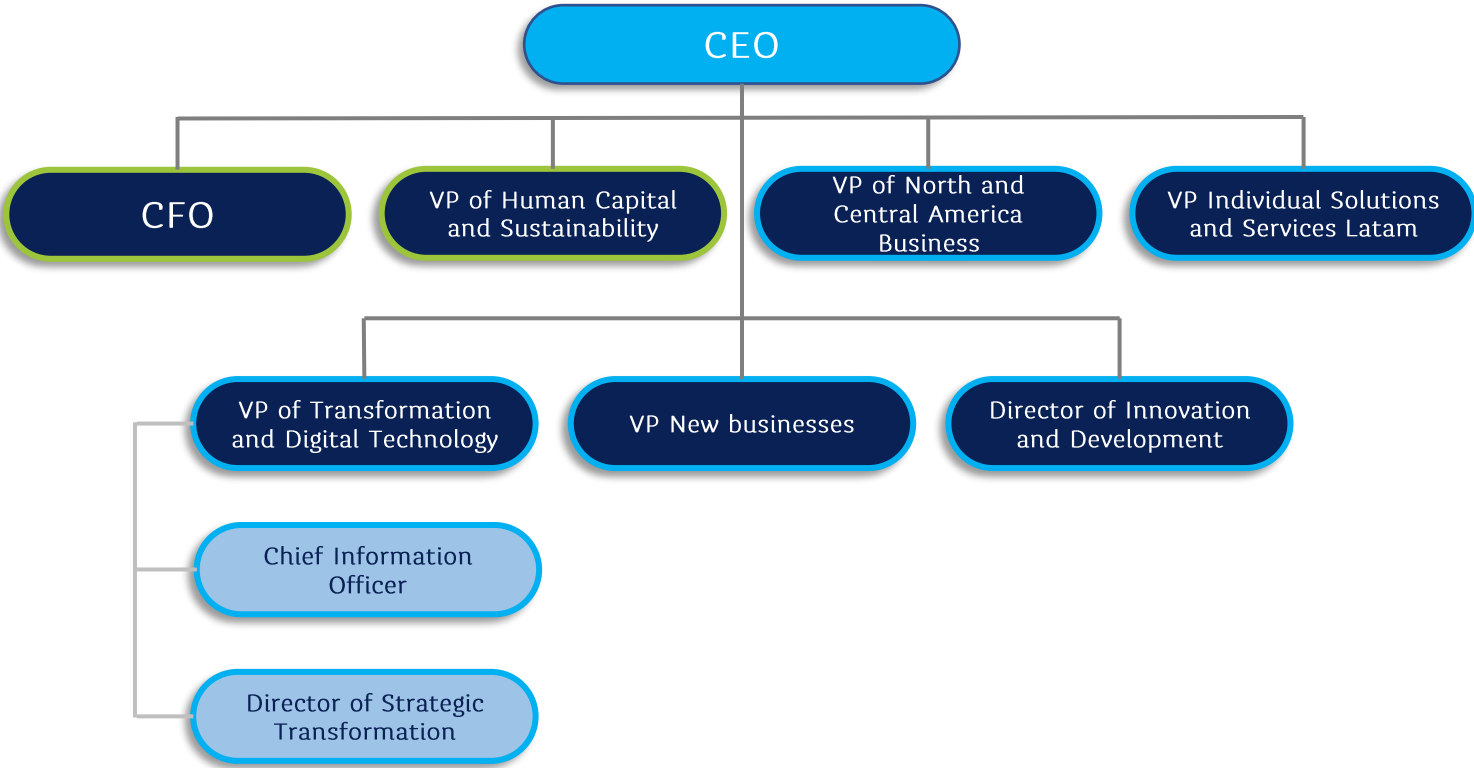 CEO
CFO
VP of Human Capital
and Sustainability
VP of North and
Central America
Business
VP Individual Solutions
and Services Latam
VP of Transformation
and Digital Technology
VP New businesses
Director of Innovation
and Development
Chief Information
Officer
Director of Strategic
Transformation